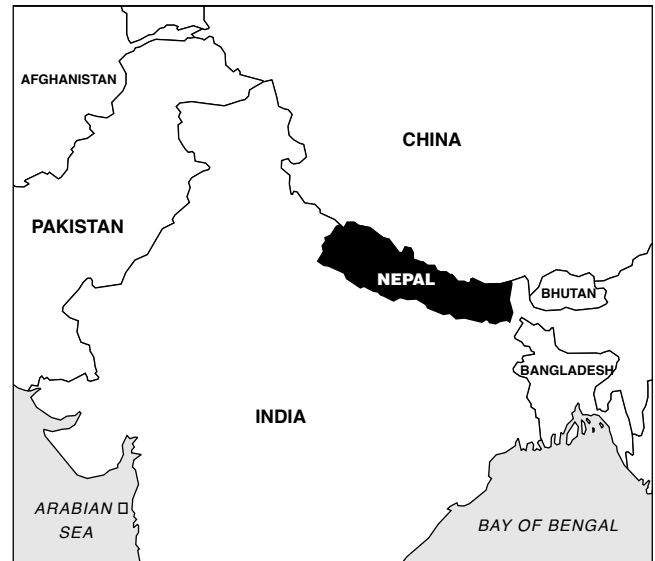 AFGHANISTAN
CHINA
PAKISTAN
NEPAL
BHUTAN
BANGLADESH
INDIA
ARABIAN
SEA
BAY OF BENGAL